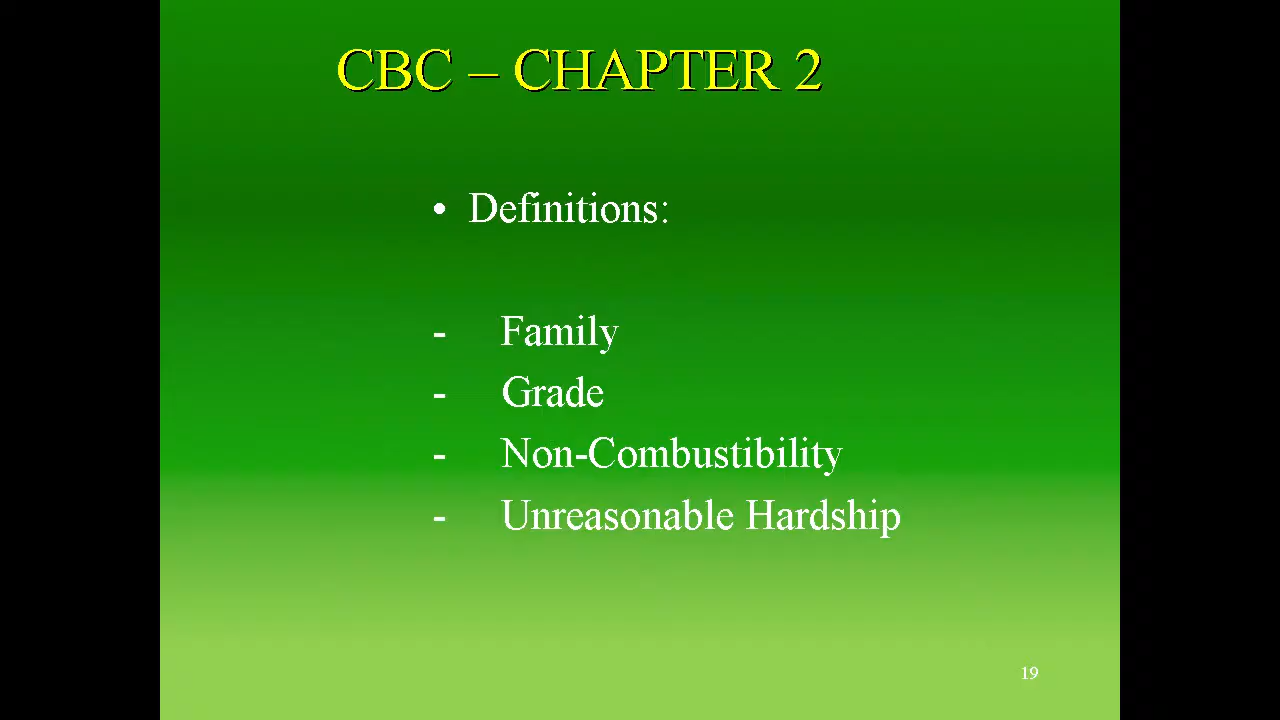 CBC – CHAPTER 2
• Definitions:
- Family
- Grade
- Non-Combustibility
- Unreasonable Hardship
19